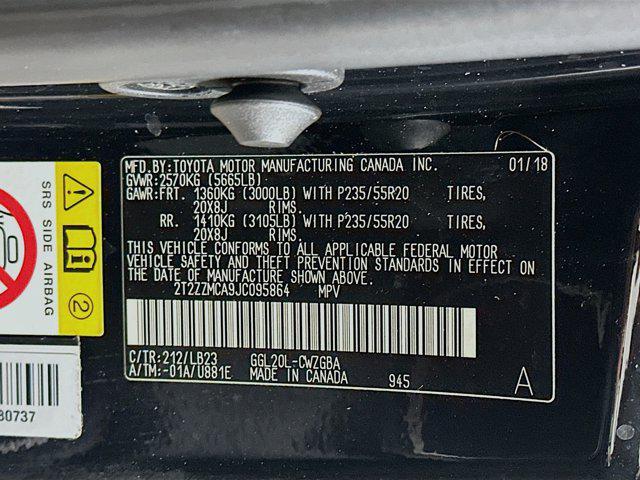 MFD.BY:TOYOTA MOTOR MANUFACTURING CANADA INC. 01/18
GVWR:2570KG (5665LB)
GAWR:FRT. 1360KG (3000LB) WITH P235/55R20 TIRES,
20X8J RIMS
RR. 1410KG (3105LB) WITH P235/55R20 TIRES,
20X8J RIMS
THIS VEHICLE CONFORMS TO ALL APPLICABLE FEDERAL MOTOR
VEHICLE SAFETY AND THEFT PREVENTION STANDARDS IN EFFECT ON
THE DATE OF MANUFACTURE SHOWN ABOVE.
2T2ZZMCA9JC095864 MPV
C/TR:212/LB23 GGL20L-CWZGBA
A/TM:-01A/U881E MADE IN CANADA 945 A
SRS SIDE AIRBAG
2
80737